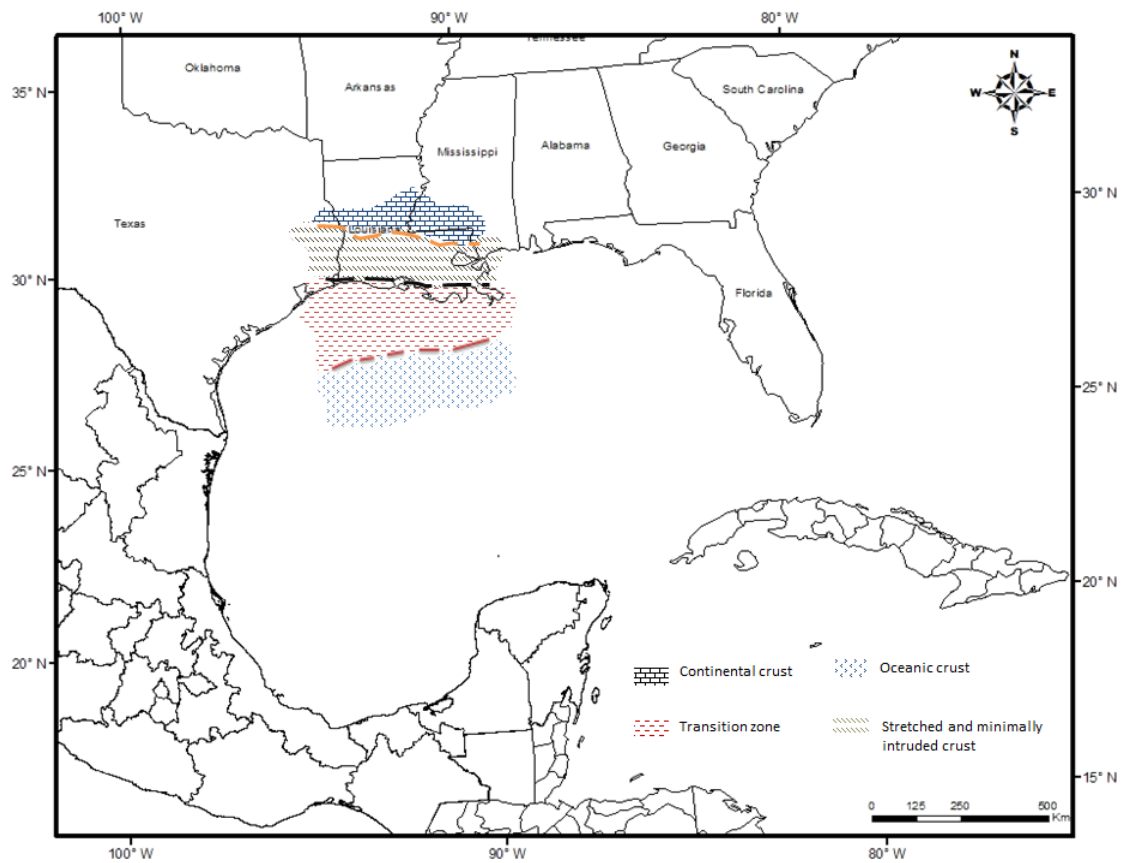 100° W 90° W 80° W
Tennessee
N
W E
S
Oklahoma
Arkansas
South Carolina
35° N
Mississippi
Alabama
Georgia
30° N
Texas
Louisiana
30° N
Florida
25° N
25° N
20° N
20° N
Continental crust
Oceanic crust
Transition zone
Stretched and minimally
intruded crust
15° N
0 125 250 500
Km
100° W 90° W 80° W